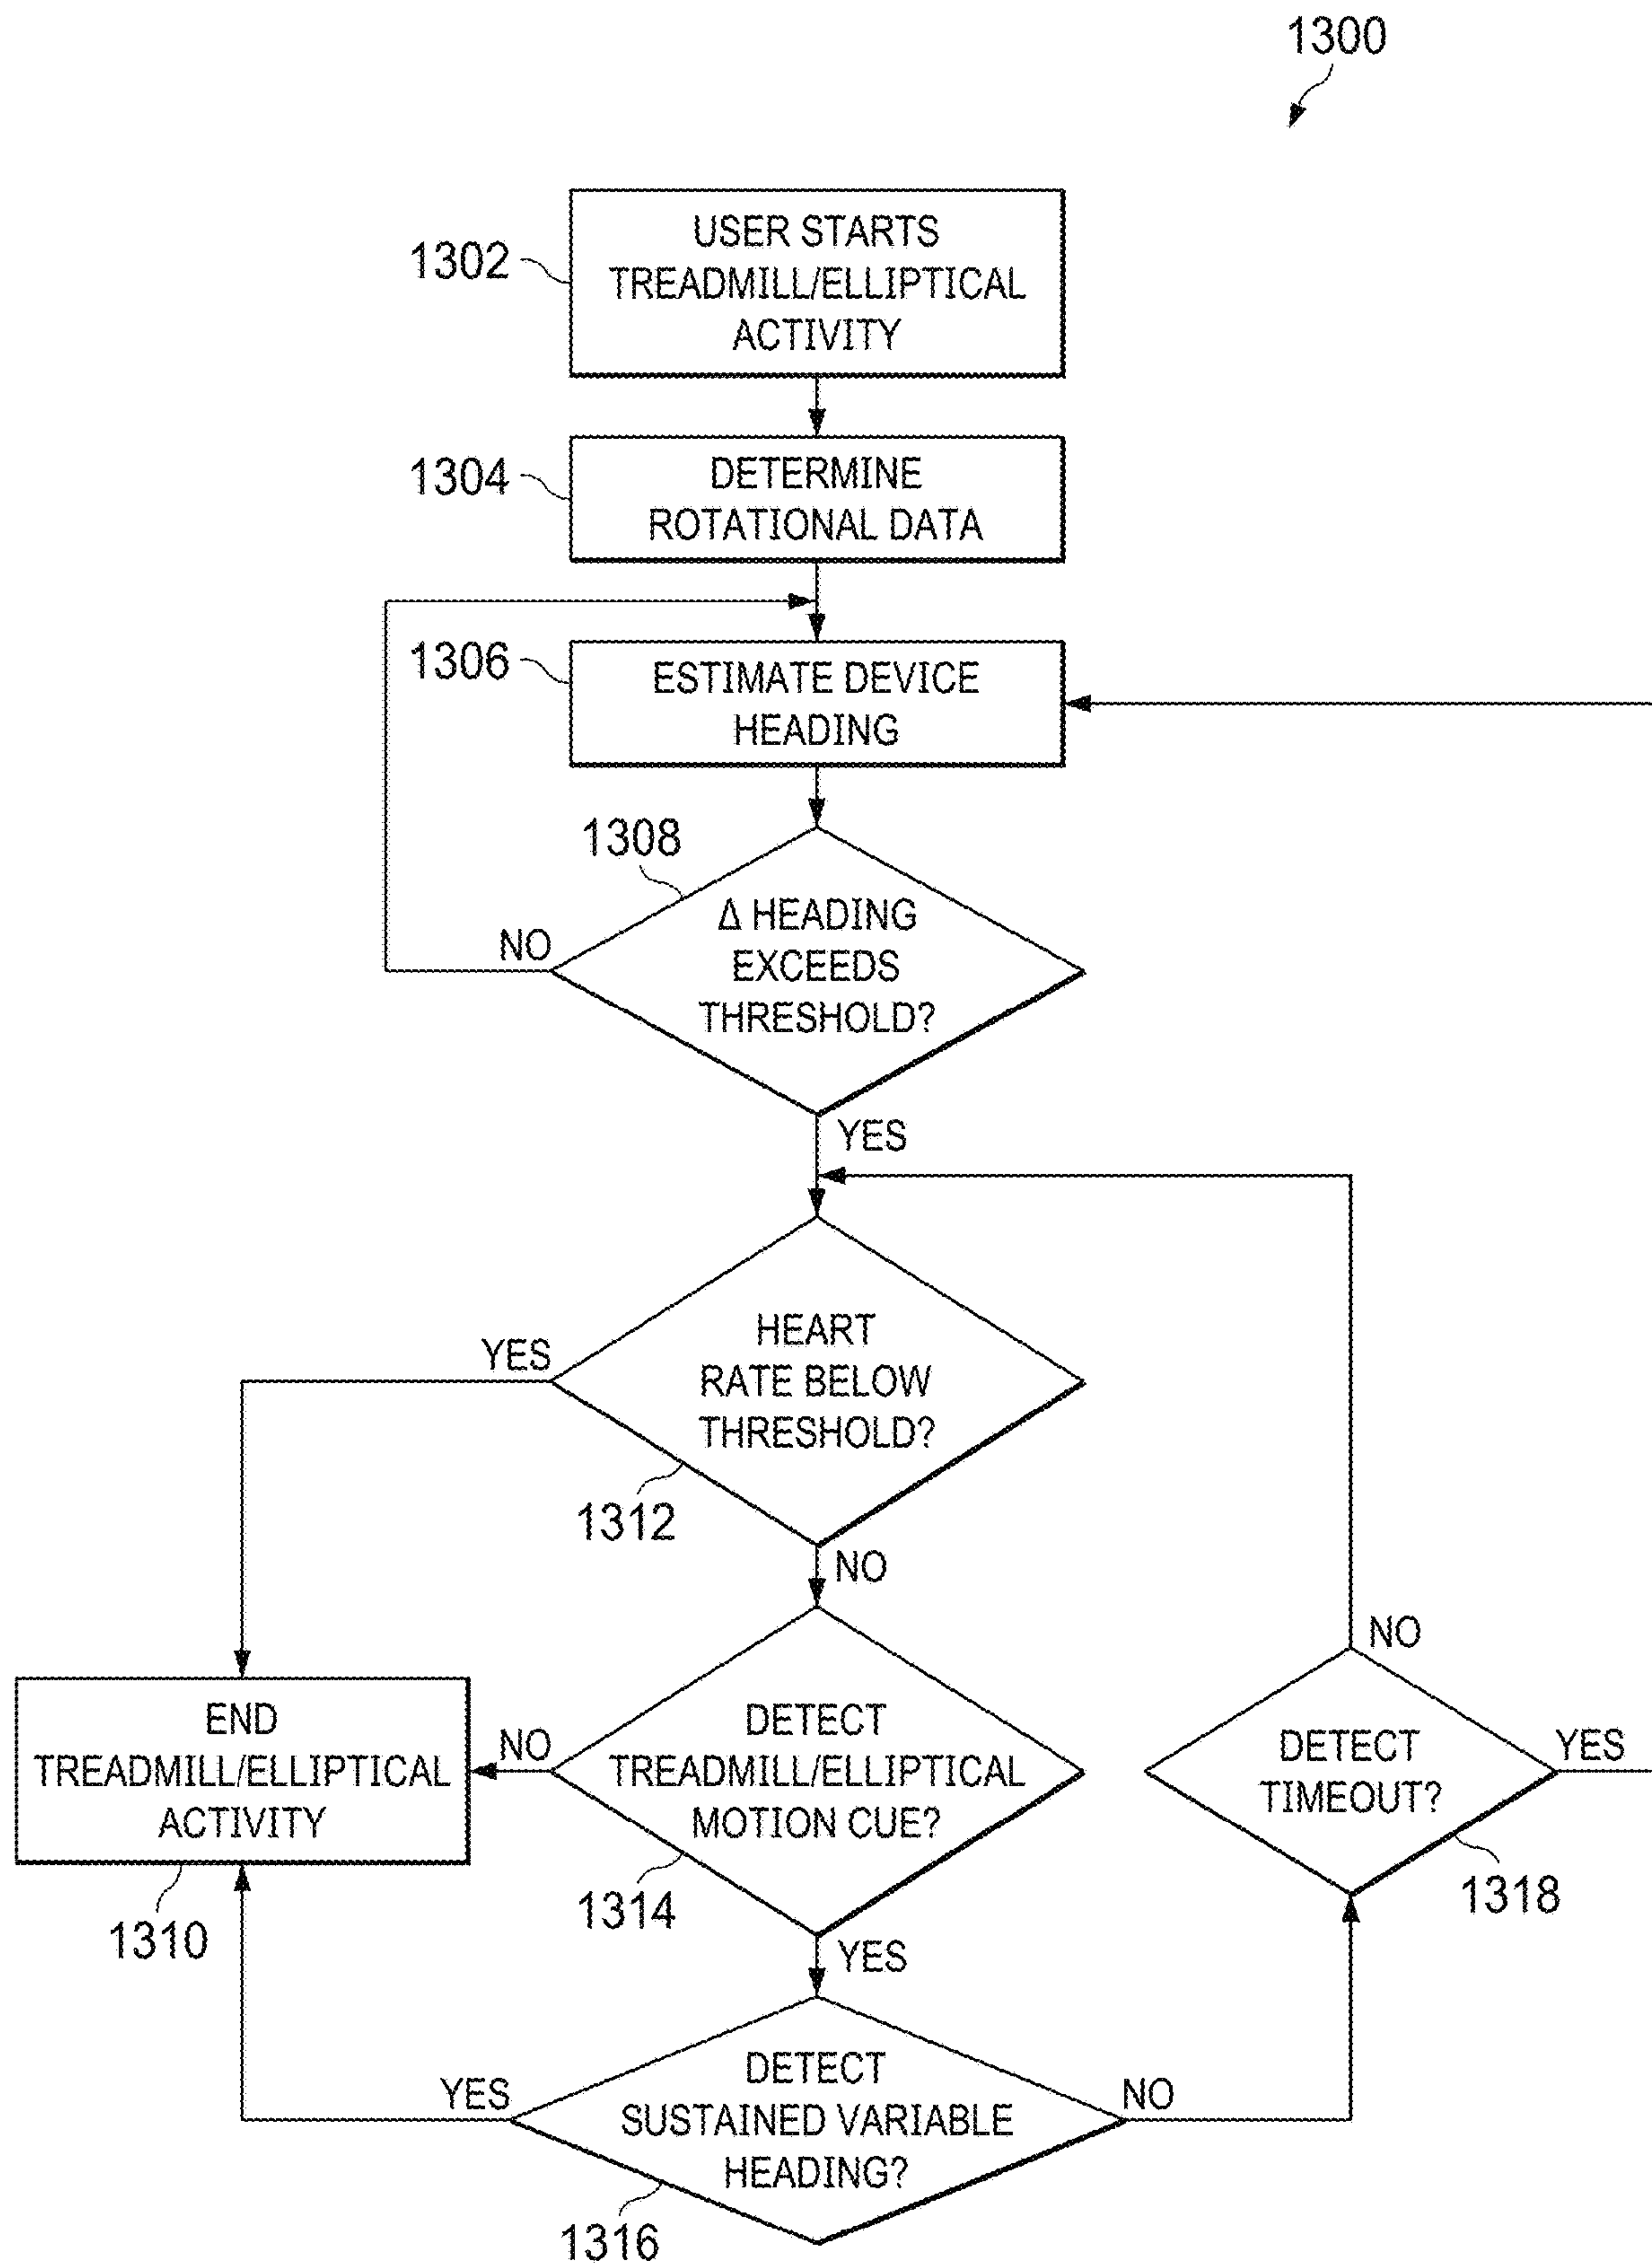 1300
1302
USER STARTS
TREADMILL/ELLIPTICAL
ACTIVITY
1304
DETERMINE
ROTATIONAL DATA
1306
ESTIMATE DEVICE
HEADING
1308
Δ HEADING
EXCEEDS
THRESHOLD?
NO
YES
HEART
RATE BELOW
THRESHOLD?
YES
1312
NO
DETECT
TREADMILL/ELLIPTICAL
MOTION CUE?
NO
1314
YES
END
TREADMILL/ELLIPTICAL
ACTIVITY
1310
DETECT
SUSTAINED VARIABLE
HEADING?
YES
NO
1316
DETECT
TIMEOUT?
NO
YES
1318